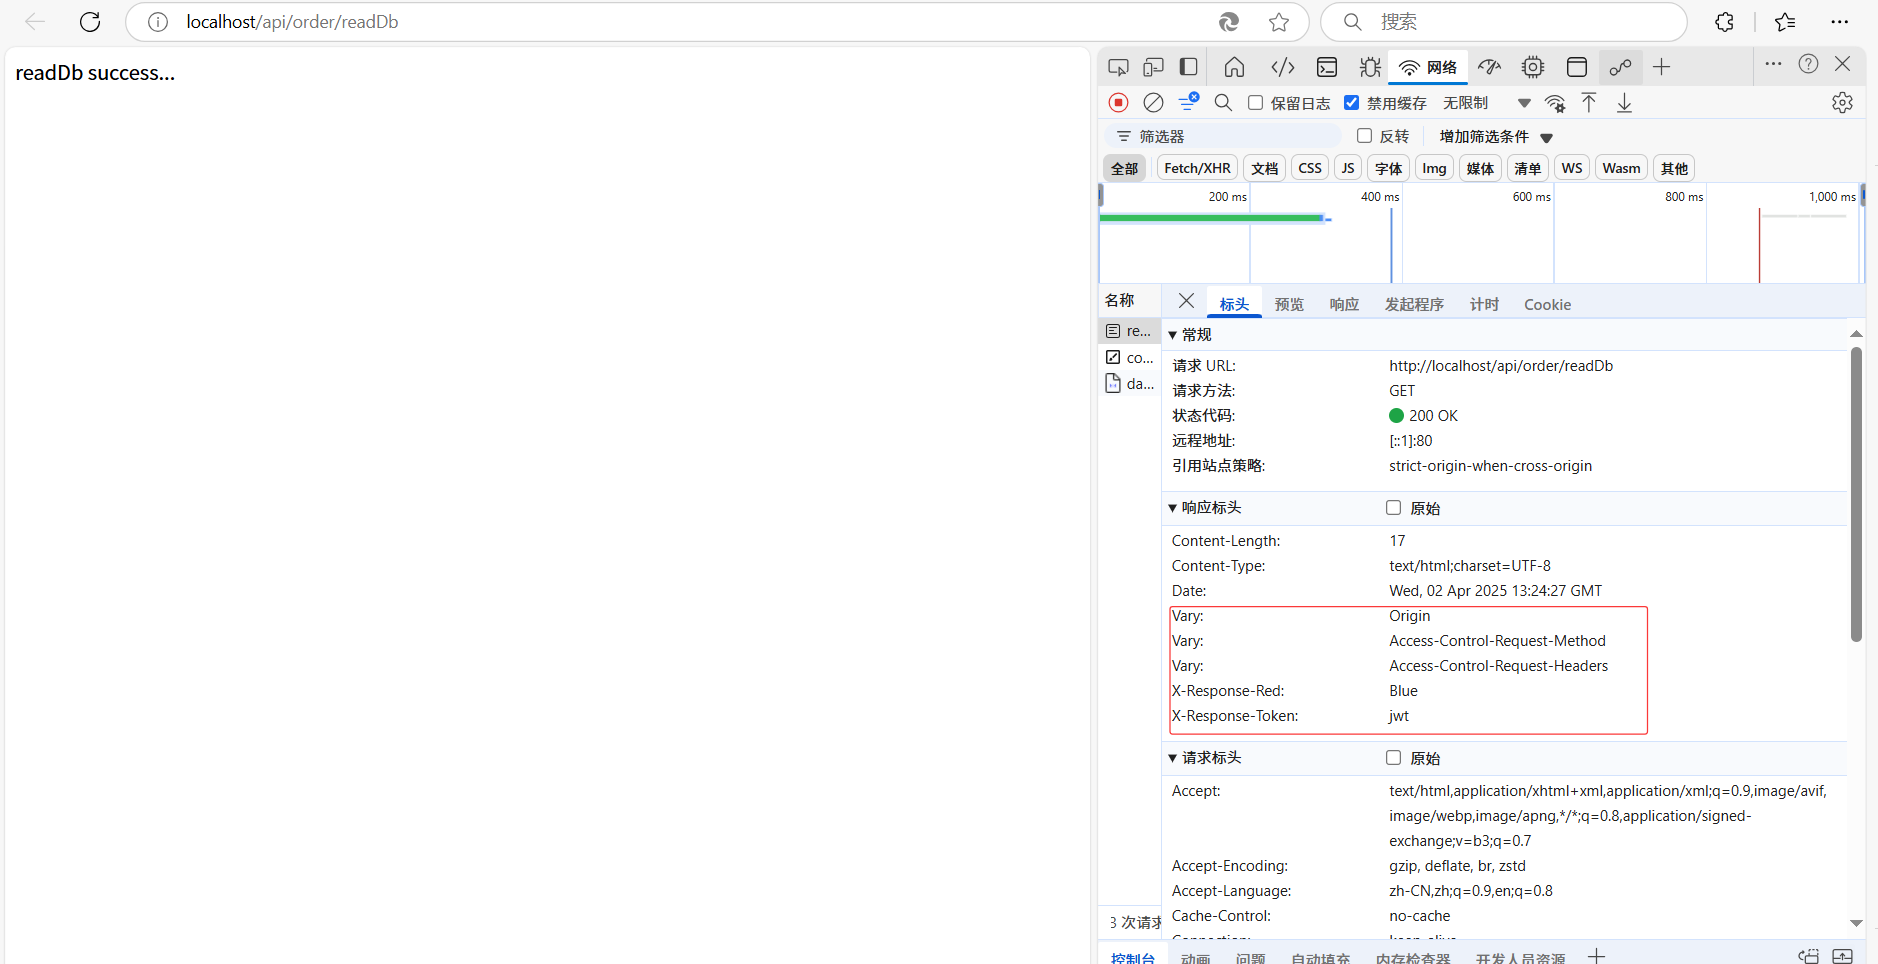 localhost/api/order/readDb
搜索
readDb success...
网络
保留日志
禁用缓存
无限制
筛选器
反转
增加筛选条件
全部
Fetch/XHR
文档
CSS
JS
字体
Img
媒体
清单
WS
Wasm
其他
200 ms
400 ms
600 ms
800 ms
1,000 ms
名称
标头
预览
响应
发起程序
计时
Cookie
re...
co...
da...
常规
请求 URL: http://localhost/api/order/readDb
请求方法: GET
状态代码: 200 OK
远程地址: [::1]:80
引用站点策略: strict-origin-when-cross-origin
响应标头 原始
Content-Length: 17
Content-Type: text/html;charset=UTF-8
Date: Wed, 02 Apr 2025 13:24:27 GMT
Vary: Origin
Vary: Access-Control-Request-Method
Vary: Access-Control-Request-Headers
X-Response-Red: Blue
X-Response-Token: jwt
请求标头 原始
Accept: text/html,application/xhtml+xml,application/xml;q=0.9,image/avif,
image/webp,image/apng,*/*;q=0.8,application/signed-
exchange;v=b3;q=0.7
Accept-Encoding: gzip, deflate, br, zstd
Accept-Language: zh-CN,zh;q=0.9,en;q=0.8
Cache-Control: no-cache
Connection: keep-alive
3 次请求
控制台
动画
问题
自动填充
内存检查器
开发人员资源